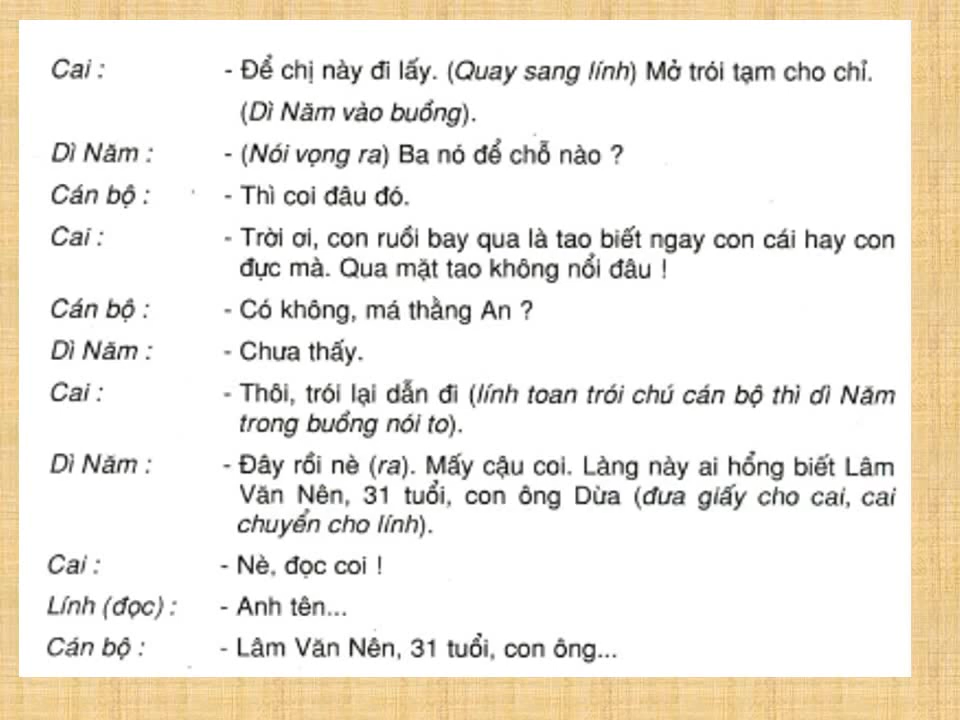 Cai : - Để chị này đi lấy. (Quay sang lính) Mở trói tạm cho chỉ.
(Dì Năm vào buồng).
Dì Năm : - (Nói vọng ra) Ba nó để chỗ nào ?
Cán bộ : - Thì coi đâu đó.
Cai : - Trời ơi, con ruồi bay qua là tao biết ngay con cái hay con
đực mà. Qua mặt tao không nổi đâu !
Cán bộ : - Có không, má thằng An ?
Dì Năm : - Chưa thấy.
Cai : - Thôi, trói lại dẫn đi (lính toan trói chú cán bộ thì dì Năm
trong buồng nói to).
Dì Năm : - Đây rồi nè (ra). Mấy cậu coi. Làng này ai hổng biết Lâm
Văn Nên, 31 tuổi, con ông Dừa (đưa giấy cho cai, cai
chuyển cho lính).
Cai : - Nè, đọc coi !
Lính (đọc) : - Anh tên...
Cán bộ : - Lâm Văn Nên, 31 tuổi, con ông...